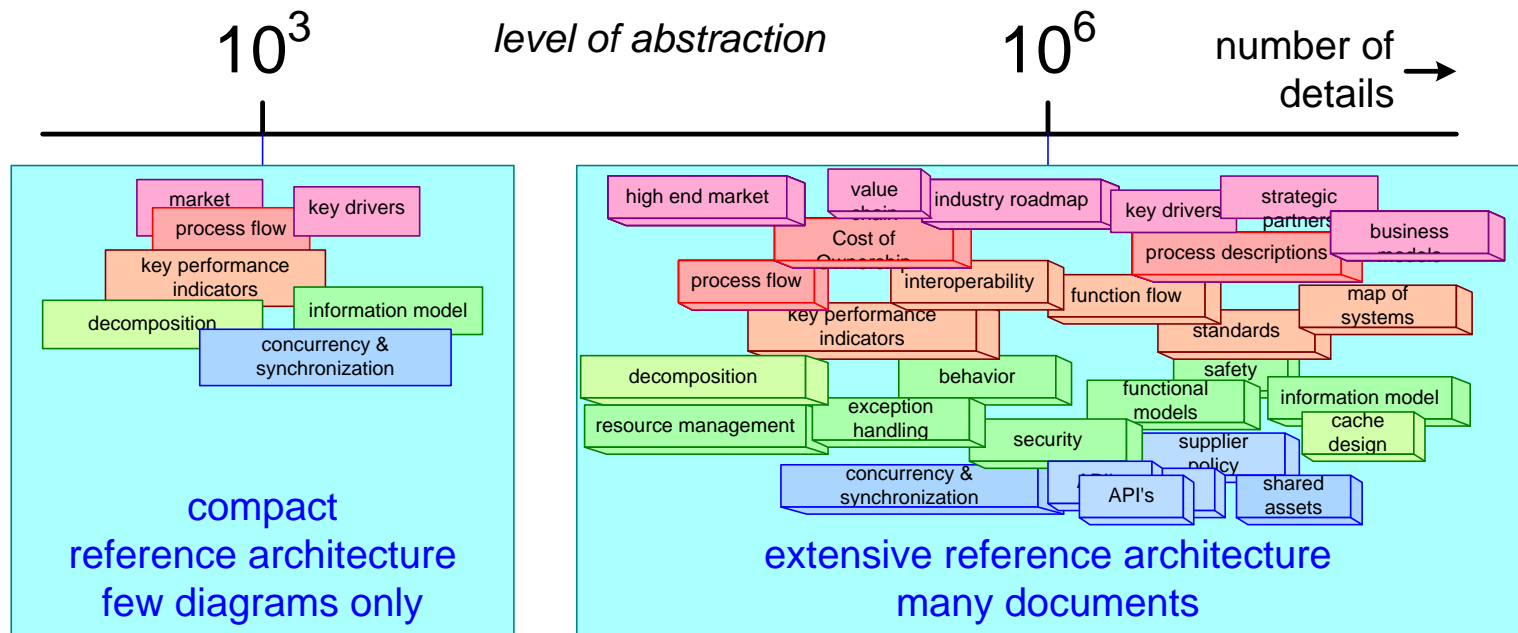 10³
level of abstraction
10⁶
number of
details
market
key drivers
process flow
key performance
indicators
decomposition
information model
concurrency &
synchronization
compact
reference architecture
few diagrams only
high end market
value
chain
industry roadmap
key drivers
strategic
partners
business
models
Cost of
Ownership
process descriptions
process flow
interoperability
function flow
map of
systems
key performance
indicators
standards
decomposition
behavior
safety
functional
models
information model
resource management
exception
handling
security
cache
design
supplier
policy
concurrency &
synchronization
API's
API's
shared
assets
extensive reference architecture
many documents